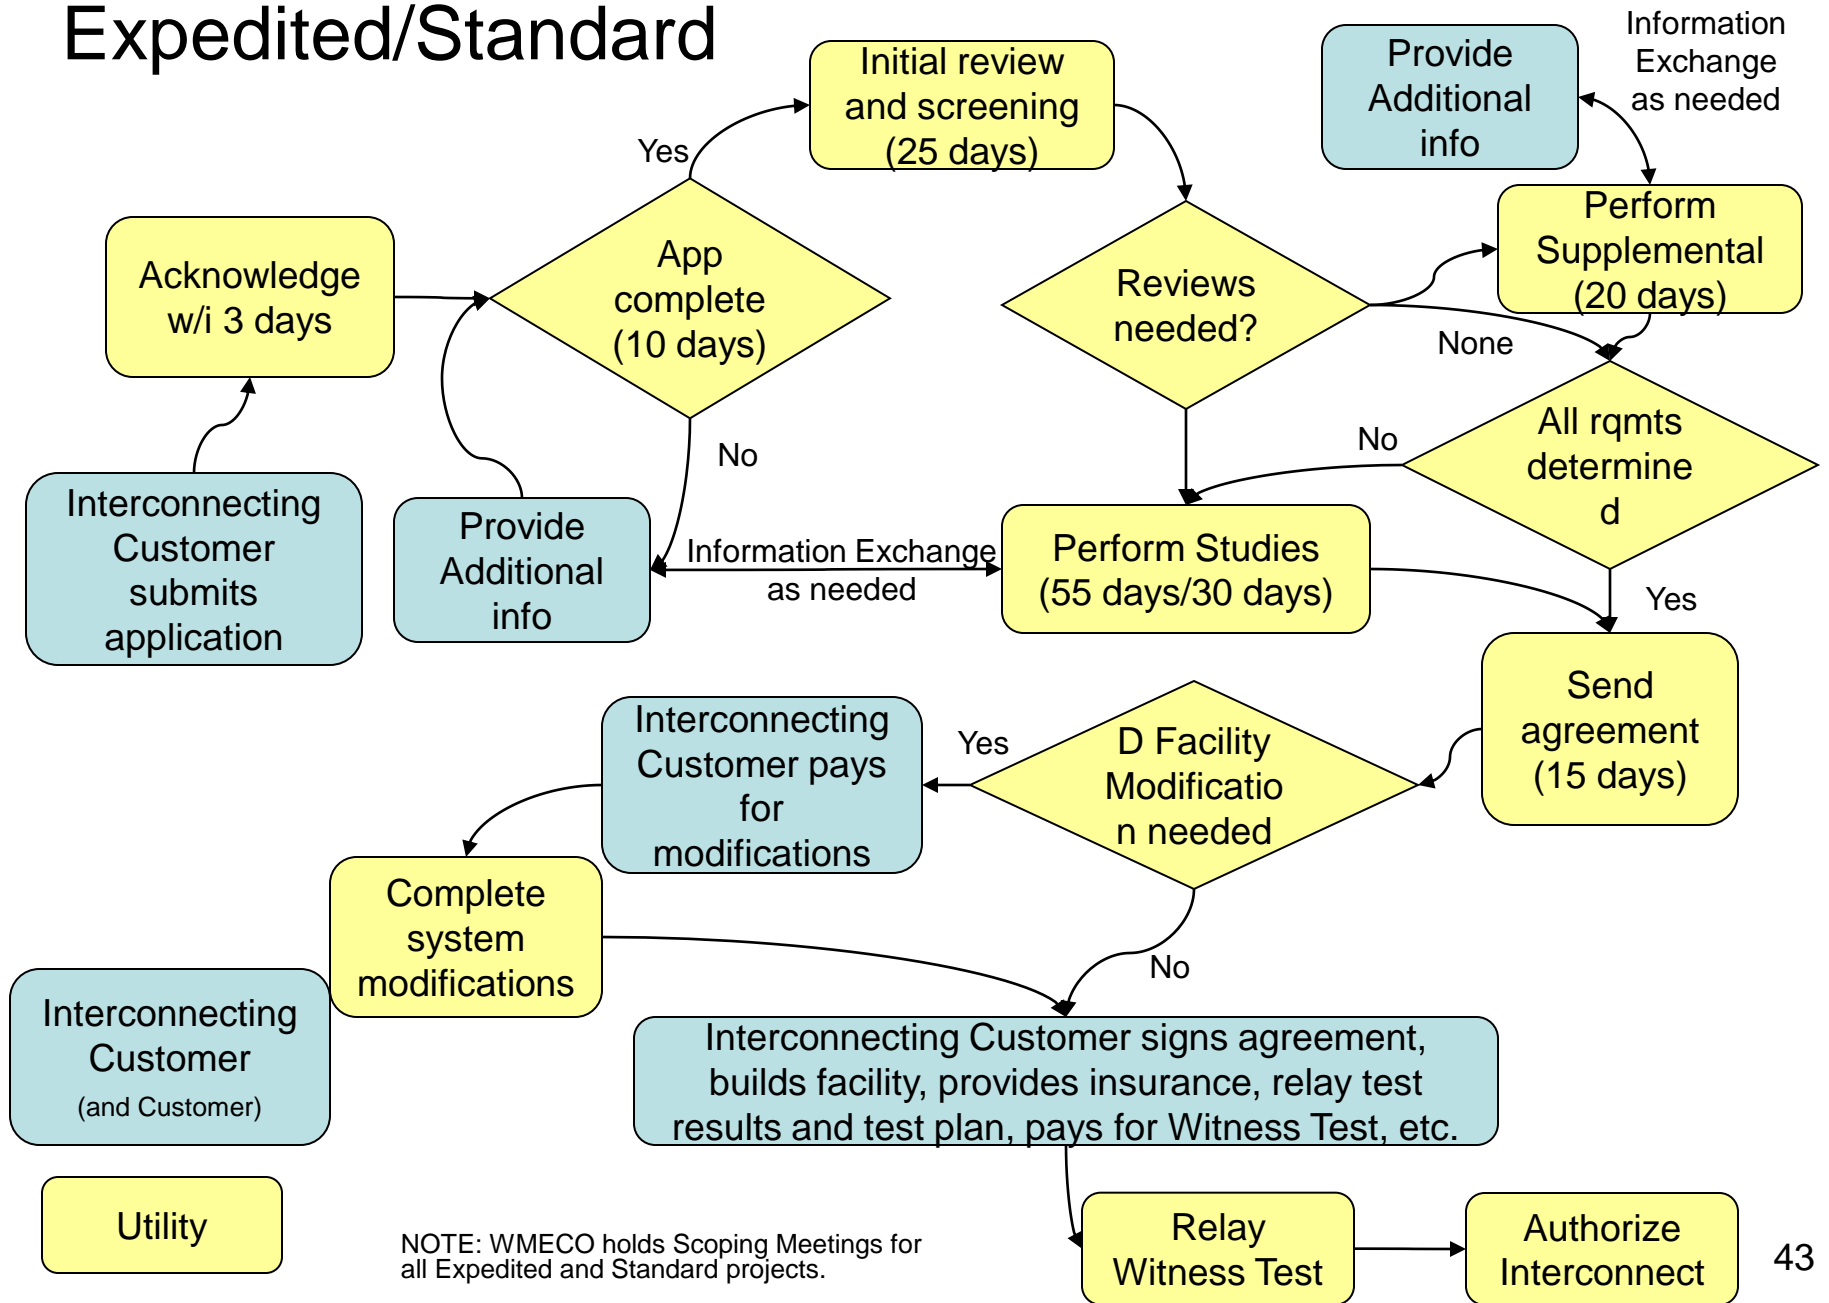 Expedited/Standard
Initial review
and screening
(25 days)
Provide
Additional
info
Information
Exchange
as needed
Yes
Acknowledge
w/i 3 days
App
complete
(10 days)
Reviews
needed?
Perform
Supplemental
(20 days)
None
No
All rqmts
determine
d
No
Interconnecting
Customer
submits
application
Provide
Additional
info
Information Exchange
as needed
Perform Studies
(55 days/30 days)
Yes
Send
agreement
(15 days)
Interconnecting
Customer pays
for
modifications
Yes
D Facility
Modificatio
n needed
Complete
system
modifications
No
Interconnecting
Customer
(and Customer)
Interconnecting Customer signs agreement,
builds facility, provides insurance, relay test
results and test plan, pays for Witness Test, etc.
Utility
NOTE: WMECO holds Scoping Meetings for
all Expedited and Standard projects.
Relay
Witness Test
Authorize
Interconnect
43